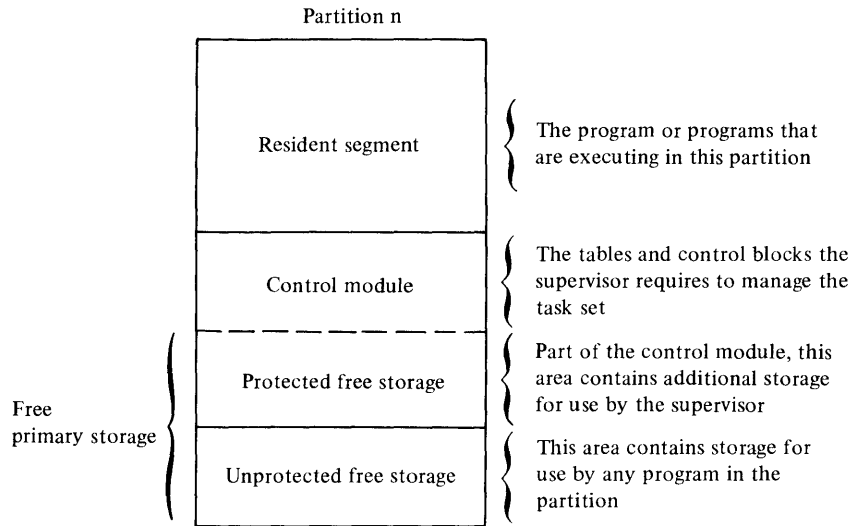 Partition n
Resident segment
The program or programs that
are executing in this partition
Control module
The tables and control blocks the
supervisor requires to manage the
task set
Free
primary storage
Protected free storage
Part of the control module, this
area contains additional storage
for use by the supervisor
Unprotected free storage
This area contains storage for
use by any program in the
partition